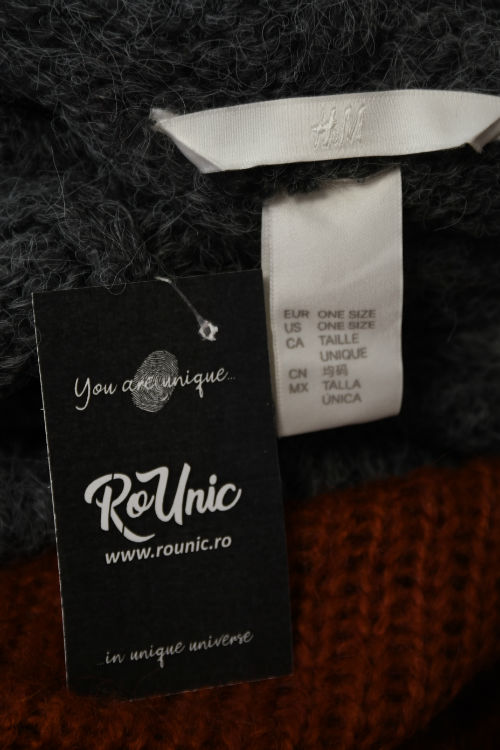 H&M
EUR ONE SIZE
US ONE SIZE
CA TAILLE
UNIQUE
CN 均码
MX TALLA
ÚNICA
You are unique...
RoUnic
www.rounic.ro
...in unique universe